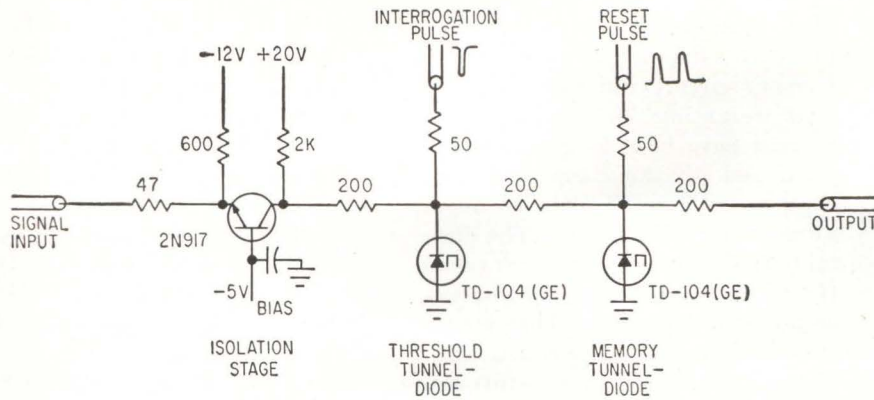 INTERROGATION
PULSE
RESET
PULSE
-12V +20V
600
2K
50
50
47
200
200
200
SIGNAL
INPUT
2N917
OUTPUT
-5V
BIAS
TD-104 (GE)
TD-104(GE)
ISOLATION
STAGE
THRESHOLD
TUNNEL-
DIODE
MEMORY
TUNNEL-
DIODE